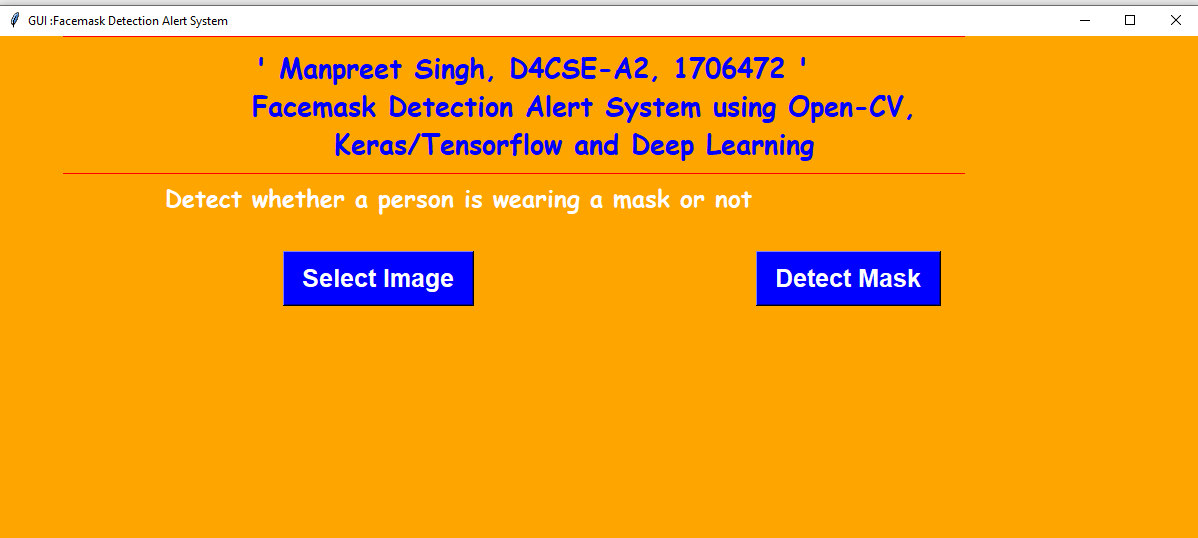 GUI :Facemask Detection Alert System
' Manpreet Singh, D4CSE-A2, 1706472 '
Facemask Detection Alert System using Open-CV,
Keras/Tensorflow and Deep Learning
Detect whether a person is wearing a mask or not
Select Image
Detect Mask